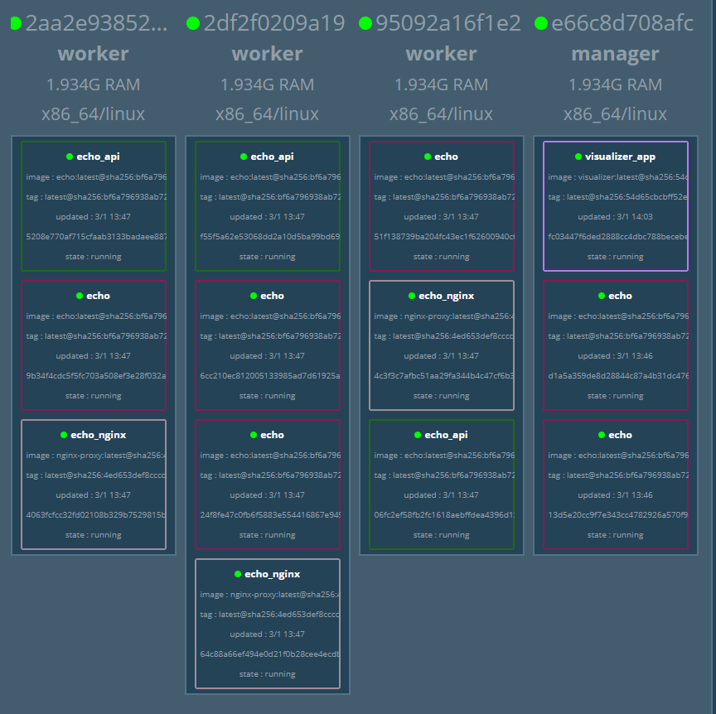 2aa2e93852...
worker
1.934G RAM
x86_64/linux
echo_api
image : echo:latest@sha256:bf6a796
tag : latest@sha256:bf6a796938ab72
updated : 3/1 13:47
5208e770af715cfaab3133badaee887
state : running
echo
image : echo:latest@sha256:bf6a796
tag : latest@sha256:bf6a796938ab72
updated : 3/1 13:47
9b34f4cdc5f5fc703a508ef3e28f032a
state : running
echo_nginx
image : nginx-proxy:latest@sha256:4
tag : latest@sha256:4ed653def8cccc
updated : 3/1 13:47
4063fcfcc32fd02108b329b7529815b
state : running
2df2f0209a19
worker
1.934G RAM
x86_64/linux
echo_api
image : echo:latest@sha256:bf6a796
tag : latest@sha256:bf6a796938ab72
updated : 3/1 13:47
f55f5a62e53068dd2a10d5ba99bd69
state : running
echo
image : echo:latest@sha256:bf6a796
tag : latest@sha256:bf6a796938ab72
updated : 3/1 13:47
6cc210ec812005133985ad7d61925a
state : running
echo
image : echo:latest@sha256:bf6a796
tag : latest@sha256:bf6a796938ab72
updated : 3/1 13:47
24f8fe47c0fb6f5883e554416867e945
state : running
echo_nginx
image : nginx-proxy:latest@sha256:4
tag : latest@sha256:4ed653def8cccc
updated : 3/1 13:47
64c88a66ef494e0d21f0b28cee4ecdb
state : running
95092a16f1e2
worker
1.934G RAM
x86_64/linux
echo
image : echo:latest@sha256:bf6a796
tag : latest@sha256:bf6a796938ab72
updated : 3/1 13:47
51f138739ba204fc43ec1f62600940c
state : running
echo_nginx
image : nginx-proxy:latest@sha256:4
tag : latest@sha256:4ed653def8cccc
updated : 3/1 13:47
4c3f3c7afbc51aa29fa344b4c47cf6b3
state : running
echo_api
image : echo:latest@sha256:bf6a796
tag : latest@sha256:bf6a796938ab72
updated : 3/1 13:47
06fc2ef58fb2fc1618aebffdea4396d1
state : running
e66c8d708afc
manager
1.934G RAM
x86_64/linux
visualizer_app
image : visualizer:latest@sha256:54d
tag : latest@sha256:54d65cbcbff52e
updated : 3/1 14:03
fc03447f6ded2888cc4dbc788becebe
state : running
echo
image : echo:latest@sha256:bf6a796
tag : latest@sha256:bf6a796938ab72
updated : 3/1 13:46
d1a5a359de8d28844c87a4b31dc476
state : running
echo
image : echo:latest@sha256:bf6a796
tag : latest@sha256:bf6a796938ab72
updated : 3/1 13:46
13d5e20cc9f7e343cc4782926a570f9
state : running